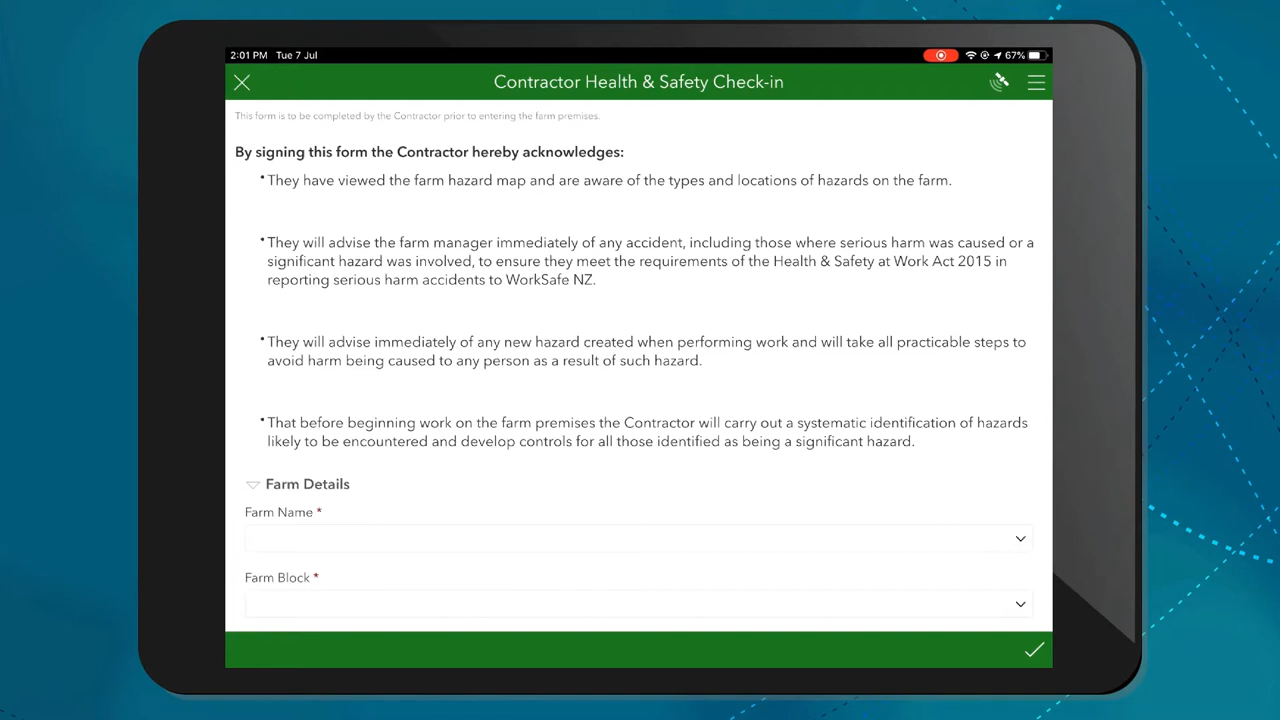 2:01 PM Tue 7 Jul 67%
Contractor Health & Safety Check-in
This form is to be completed by the Contractor prior to entering the farm premises.
By signing this form the Contractor hereby acknowledges:
• They have viewed the farm hazard map and are aware of the types and locations of hazards on the farm.
• They will advise the farm manager immediately of any accident, including those where serious harm was caused or a
significant hazard was involved, to ensure they meet the requirements of the Health & Safety at Work Act 2015 in
reporting serious harm accidents to WorkSafe NZ.
• They will advise immediately of any new hazard created when performing work and will take all practicable steps to
avoid harm being caused to any person as a result of such hazard.
• That before beginning work on the farm premises the Contractor will carry out a systematic identification of hazards
likely to be encountered and develop controls for all those identified as being a significant hazard.
Farm Details
Farm Name *
Farm Block *